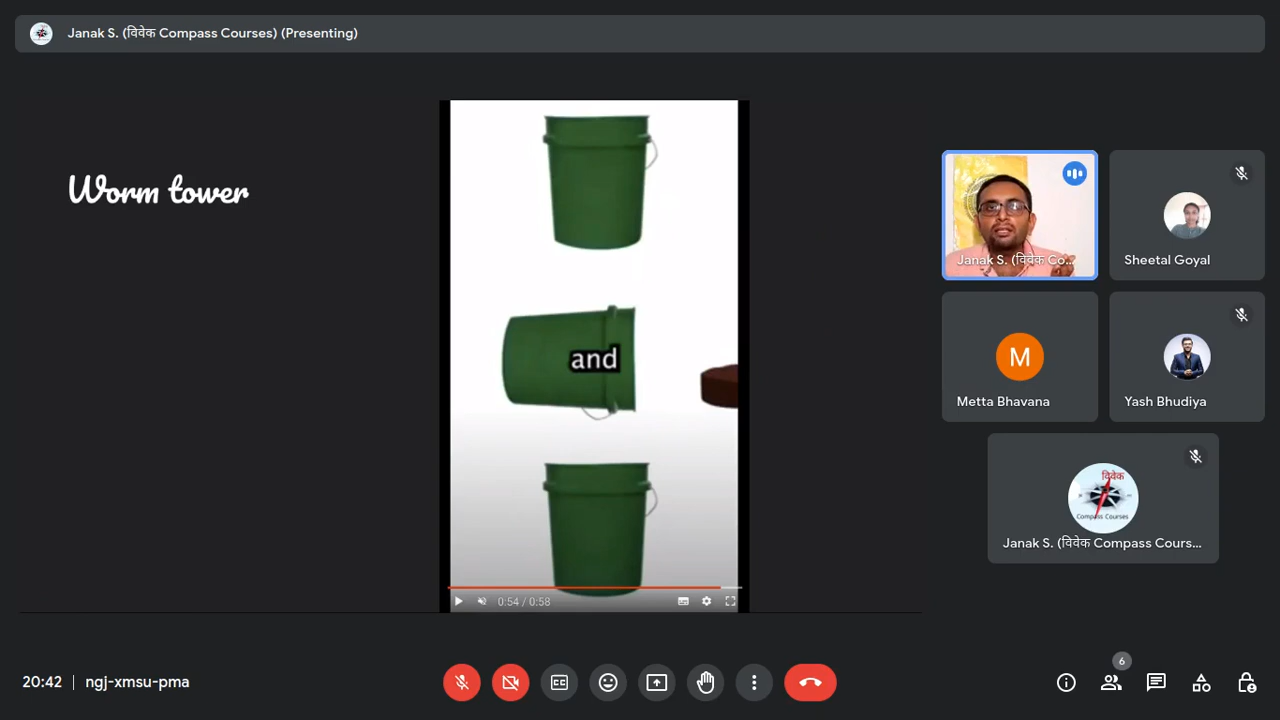 Janak S. (विवेक Compass Courses) (Presenting)
Worm tower
and
0:54 / 0:58
Janak S. (विवेक Co...
Sheetal Goyal
M
Metta Bhavana
Yash Bhudiya
विवेक
Compass Courses
Janak S. (विवेक Compass Cours...
20:42 | ngj-xmsu-pma
CC
6